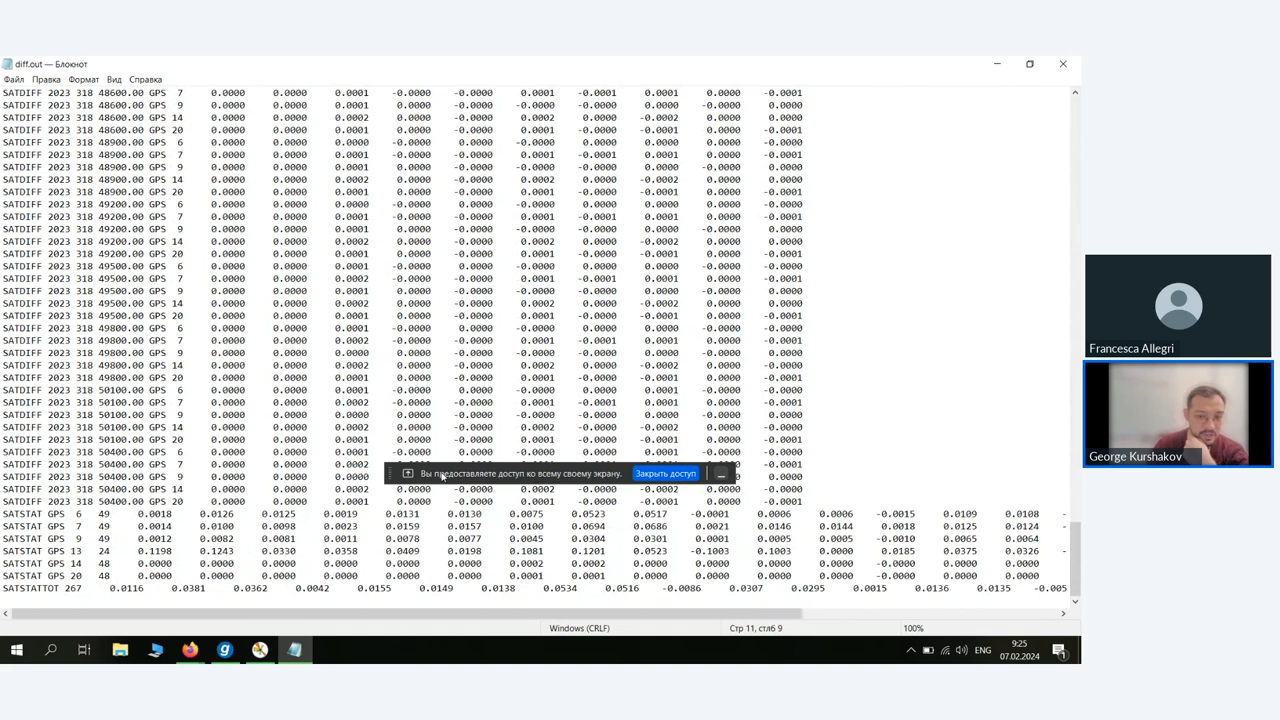 diff.out — Блокнот
Файл Правка Формат Вид Справка
SATDIFF 2023 318 48600.00 GPS 7 0.0000 0.0000 0.0001 -0.0000 -0.0000 0.0001 -0.0001 0.0001 0.0000 -0.0001
SATDIFF 2023 318 48600.00 GPS 9 0.0000 0.0000 0.0000 0.0000 -0.0000 -0.0000 0.0000 0.0000 -0.0000 0.0000
SATDIFF 2023 318 48600.00 GPS 14 0.0000 0.0000 0.0002 0.0000 -0.0000 0.0002 0.0000 -0.0002 0.0000 0.0000
SATDIFF 2023 318 48600.00 GPS 20 0.0000 0.0000 0.0001 0.0000 -0.0000 0.0001 0.0000 -0.0001 0.0000 -0.0000
SATDIFF 2023 318 48900.00 GPS 6 0.0000 0.0000 0.0000 -0.0000 0.0000 -0.0000 -0.0000 0.0000 0.0000 -0.0000
SATDIFF 2023 318 48900.00 GPS 7 0.0000 0.0000 0.0001 -0.0000 -0.0000 0.0001 -0.0001 0.0001 0.0000 -0.0001
SATDIFF 2023 318 48900.00 GPS 9 0.0000 0.0000 0.0000 0.0000 -0.0000 -0.0000 0.0000 0.0000 -0.0000 0.0000
SATDIFF 2023 318 48900.00 GPS 14 0.0000 0.0000 0.0002 -0.0000 -0.0000 0.0002 0.0000 -0.0002 0.0000 -0.0000
SATDIFF 2023 318 48900.00 GPS 20 0.0000 0.0000 0.0001 0.0000 -0.0000 0.0001 0.0000 -0.0001 0.0000 -0.0001
SATDIFF 2023 318 49200.00 GPS 6 0.0000 0.0000 0.0000 -0.0000 0.0000 -0.0000 -0.0000 0.0000 0.0000 -0.0000
SATDIFF 2023 318 49200.00 GPS 7 0.0000 0.0000 0.0001 -0.0000 -0.0000 0.0001 -0.0001 0.0001 0.0000 -0.0001
SATDIFF 2023 318 49200.00 GPS 9 0.0000 0.0000 0.0000 0.0000 -0.0000 -0.0000 0.0000 0.0000 -0.0000 0.0000
SATDIFF 2023 318 49200.00 GPS 14 0.0000 0.0000 0.0002 -0.0000 -0.0000 0.0002 0.0000 -0.0002 0.0000 -0.0000
SATDIFF 2023 318 49200.00 GPS 20 0.0000 0.0000 0.0001 0.0000 -0.0000 0.0001 0.0000 -0.0001 0.0000 -0.0001
SATDIFF 2023 318 49500.00 GPS 6 0.0000 0.0000 0.0001 -0.0000 0.0000 -0.0000 -0.0001 0.0000 0.0000 -0.0000
SATDIFF 2023 318 49500.00 GPS 7 0.0000 0.0000 0.0002 -0.0000 -0.0000 0.0001 -0.0001 0.0001 0.0000 -0.0001
SATDIFF 2023 318 49500.00 GPS 9 0.0000 0.0000 0.0000 0.0000 -0.0000 -0.0000 0.0000 0.0000 -0.0000 0.0000
SATDIFF 2023 318 49500.00 GPS 14 0.0000 0.0000 0.0002 -0.0000 -0.0000 0.0002 0.0000 -0.0002 0.0000 -0.0000
SATDIFF 2023 318 49500.00 GPS 20 0.0000 0.0000 0.0001 0.0000 -0.0000 0.0001 0.0000 -0.0001 0.0000 -0.0001
SATDIFF 2023 318 49800.00 GPS 6 0.0000 0.0000 0.0001 -0.0000 0.0000 -0.0000 -0.0001 0.0000 0.0000 -0.0000
SATDIFF 2023 318 49800.00 GPS 7 0.0000 0.0000 0.0002 -0.0000 -0.0000 0.0001 -0.0001 0.0001 0.0000 -0.0001
SATDIFF 2023 318 49800.00 GPS 9 0.0000 0.0000 0.0000 0.0000 -0.0000 0.0000 0.0000 0.0000 -0.0000 0.0000
SATDIFF 2023 318 49800.00 GPS 14 0.0000 0.0000 0.0002 -0.0000 -0.0000 0.0002 0.0000 -0.0002 0.0000 -0.0000
SATDIFF 2023 318 49800.00 GPS 20 0.0000 0.0000 0.0001 0.0000 -0.0000 0.0001 0.0000 -0.0001 0.0000 -0.0001
SATDIFF 2023 318 50100.00 GPS 6 0.0000 0.0000 0.0001 -0.0000 0.0000 -0.0000 -0.0001 0.0000 0.0000 -0.0000
SATDIFF 2023 318 50100.00 GPS 7 0.0000 0.0000 0.0002 -0.0000 -0.0000 0.0001 -0.0001 0.0001 0.0000 -0.0001
SATDIFF 2023 318 50100.00 GPS 9 0.0000 0.0000 0.0000 0.0000 -0.0000 0.0000 0.0000 0.0000 -0.0000 0.0000
SATDIFF 2023 318 50100.00 GPS 14 0.0000 0.0000 0.0002 -0.0000 -0.0000 0.0002 0.0000 -0.0002 0.0000 -0.0000
SATDIFF 2023 318 50100.00 GPS 20 0.0000 0.0000 0.0001 0.0000 -0.0000 0.0001 0.0000 -0.0001 0.0000 -0.0001
SATDIFF 2023 318 50400.00 GPS 6 0.0000 0.0000 0.0001 -0.0000 0.0000 -0.0000 -0.0001 0.0000 0.0000 -0.0000
SATDIFF 2023 318 50400.00 GPS 7 0.0000 0.0000 0.0002 -0.0001
SATDIFF 2023 318 50400.00 GPS 9 0.0000 0.0000 0.0000 0.0000
SATDIFF 2023 318 50400.00 GPS 14 0.0000 0.0000 0.0002 -0.0000 -0.0000 0.0002 -0.0000 -0.0002 0.0000 -0.0000
SATDIFF 2023 318 50400.00 GPS 20 0.0000 0.0000 0.0001 0.0000 -0.0000 0.0001 0.0000 -0.0001 0.0000 -0.0001
Вы предоставляете доступ ко всему своему экрану. Закрыть доступ
SATSTAT GPS 6 49 0.0018 0.0126 0.0125 0.0019 0.0131 0.0130 0.0075 0.0523 0.0517 -0.0001 0.0006 0.0006 -0.0015 0.0109 0.0108 -
SATSTAT GPS 7 49 0.0014 0.0100 0.0098 0.0023 0.0159 0.0157 0.0100 0.0694 0.0686 0.0021 0.0146 0.0144 0.0018 0.0125 0.0124 -
SATSTAT GPS 9 49 0.0012 0.0082 0.0081 0.0011 0.0078 0.0077 0.0045 0.0304 0.0301 0.0001 0.0005 0.0005 -0.0010 0.0065 0.0064
SATSTAT GPS 13 24 0.1198 0.1243 0.0330 0.0358 0.0409 0.0198 0.1081 0.1201 0.0523 -0.1003 0.1003 0.0000 0.0185 0.0375 0.0326 -
SATSTAT GPS 14 48 0.0000 0.0000 0.0000 0.0000 0.0000 0.0000 0.0002 0.0002 0.0000 0.0000 0.0000 0.0000 -0.0000 0.0000 0.0000
SATSTAT GPS 20 48 0.0000 0.0000 0.0000 0.0000 0.0000 0.0000 0.0001 0.0001 0.0000 0.0000 0.0000 0.0000 -0.0000 0.0000 0.0000
SATSTATTOT 267 0.0116 0.0381 0.0362 0.0042 0.0155 0.0149 0.0138 0.0534 0.0516 -0.0086 0.0307 0.0295 0.0015 0.0136 0.0135 -0.005
Windows (CRLF) Стр 11, стлб 9 100%
ENG
9:25
07.02.2024
1
Francesca Allegri
George Kurshakov